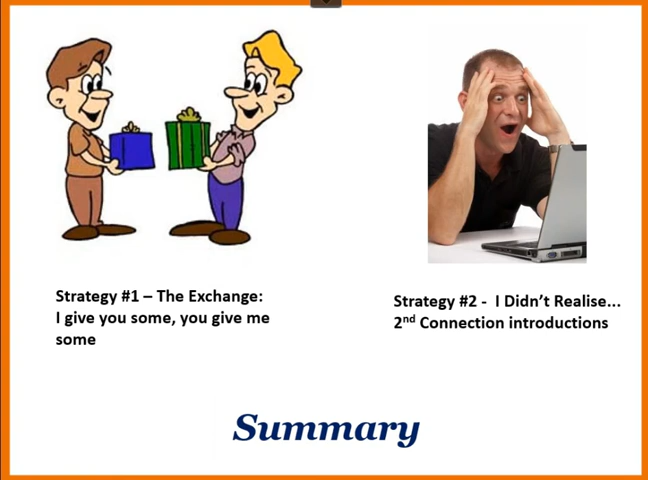 Strategy #1 – The Exchange:
I give you some, you give me
some
Strategy #2 -  I Didn't Realise...
2nd Connection introductions
Summary